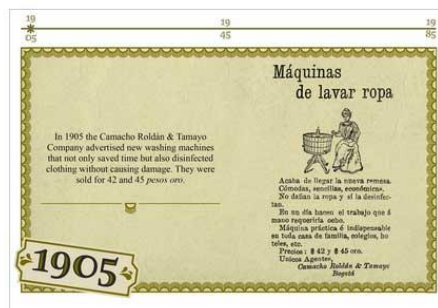 19
05
19
45
19
85
In 1905 the Camacho Roldán & Tamayo
Company advertised new washing machines
that not only saved time but also disinfected
clothing without causing damage. They were
sold for 42 and 45 pesos oro.
1905
Máquinas
de lavar ropa
Acaba de llegar la nueva remesa.
Cómodas, sencillas, económicas.
No dañan la ropa y el la desinfec-
tan.
En un día hacen el trabajo que á
mano requeriría ocho.
Máquina práctica é indispensable
en toda casa de familia, colegios, ho
teles, etc.
Precios: $ 42 y $ 45 oro.
Unicos Agentes,
Camacho Roldán & Tamayo
Bogotá